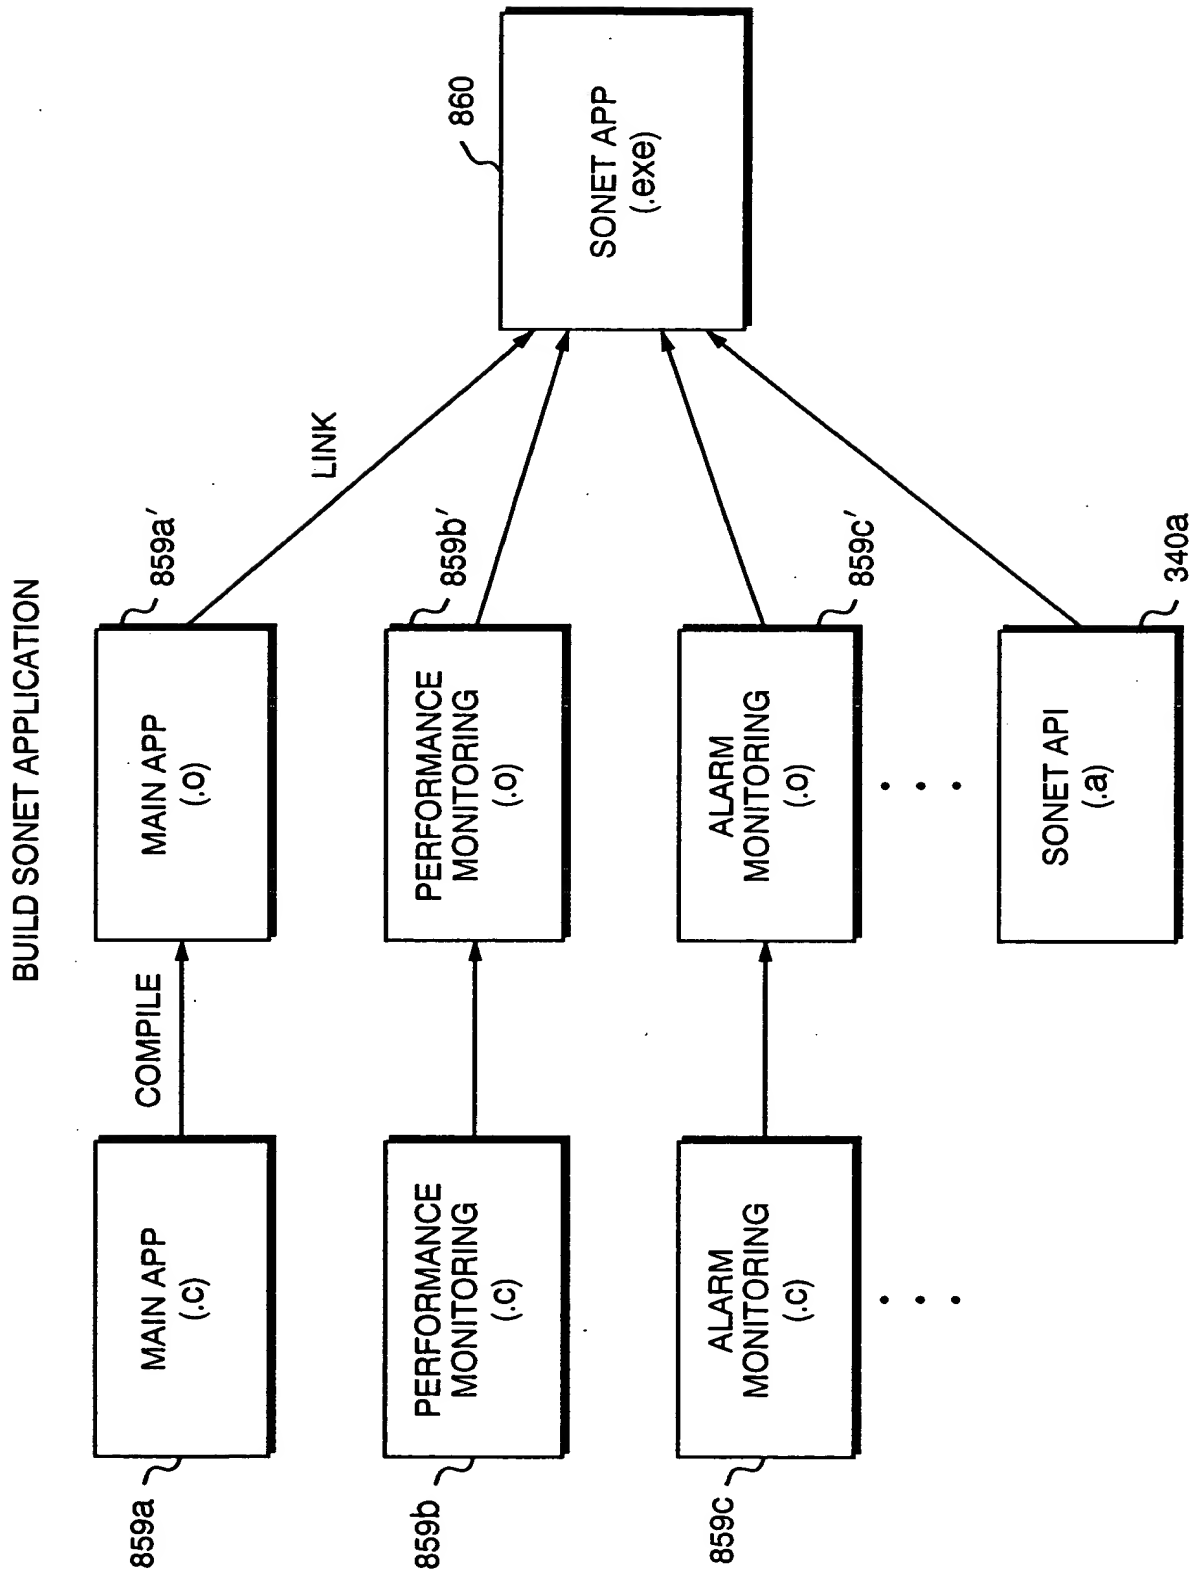 BUILD SONET APPLICATION
859a
MAIN APP
(.c)
COMPILE
859a'
MAIN APP
(.o)
LINK
859b
PERFORMANCE
MONITORING
(.c)
859b'
PERFORMANCE
MONITORING
(.o)
859c
ALARM
MONITORING
(.c)
859c'
ALARM
MONITORING
(.o)
340a
SONET API
(.a)
860
SONET APP
(.exe)